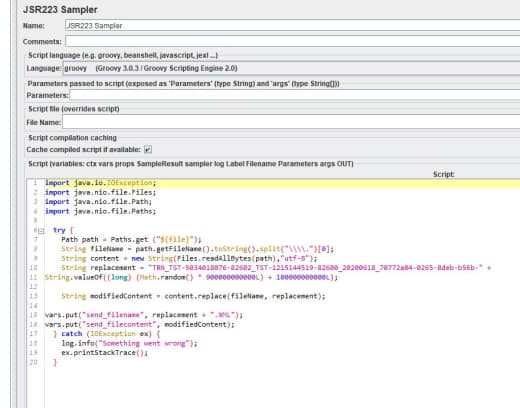 JSR223 Sampler
Name: JSR223 Sampler
Comments:
Script language (e.g. groovy, beanshell, javascript, jexl ...)
Language: groovy (Groovy 3.0.3 / Groovy Scripting Engine 2.0)
Parameters passed to script (exposed as 'Parameters' (type String) and 'args' (type String[]))
Parameters:
Script file (overrides script)
File Name:
Script compilation caching
Cache compiled script if available:
Script (variables: ctx vars props SampleResult sampler log Label Filename Parameters args OUT)
Script:
1 import java.io.IOException;
2 import java.nio.file.Files;
3 import java.nio.file.Path;
4 import java.nio.file.Paths;
5
6 try {
7 Path path = Paths.get ("${file}");
8 String fileName = path.getFileName().toString().split("\\\\.")[0];
9 String content = new String(Files.readAllBytes(path),"utf-8");
10 String replacement = "TRN_TST-5034018076-82602_TST-1215144519-82600_20200618_70772a04-0265-8deb-b56b-" +
11 String.valueOf((long) (Math.random() * 900000000000L) + 100000000000L);
12
13 String modifiedContent = content.replace(fileName, replacement);
14
15 vars.put("send_filename", replacement + ".XML");
16 vars.put("send_filecontent", modifiedContent);
17 } catch (IOException ex) {
18 log.info("Something went wrong");
19 ex.printStackTrace();
20 }